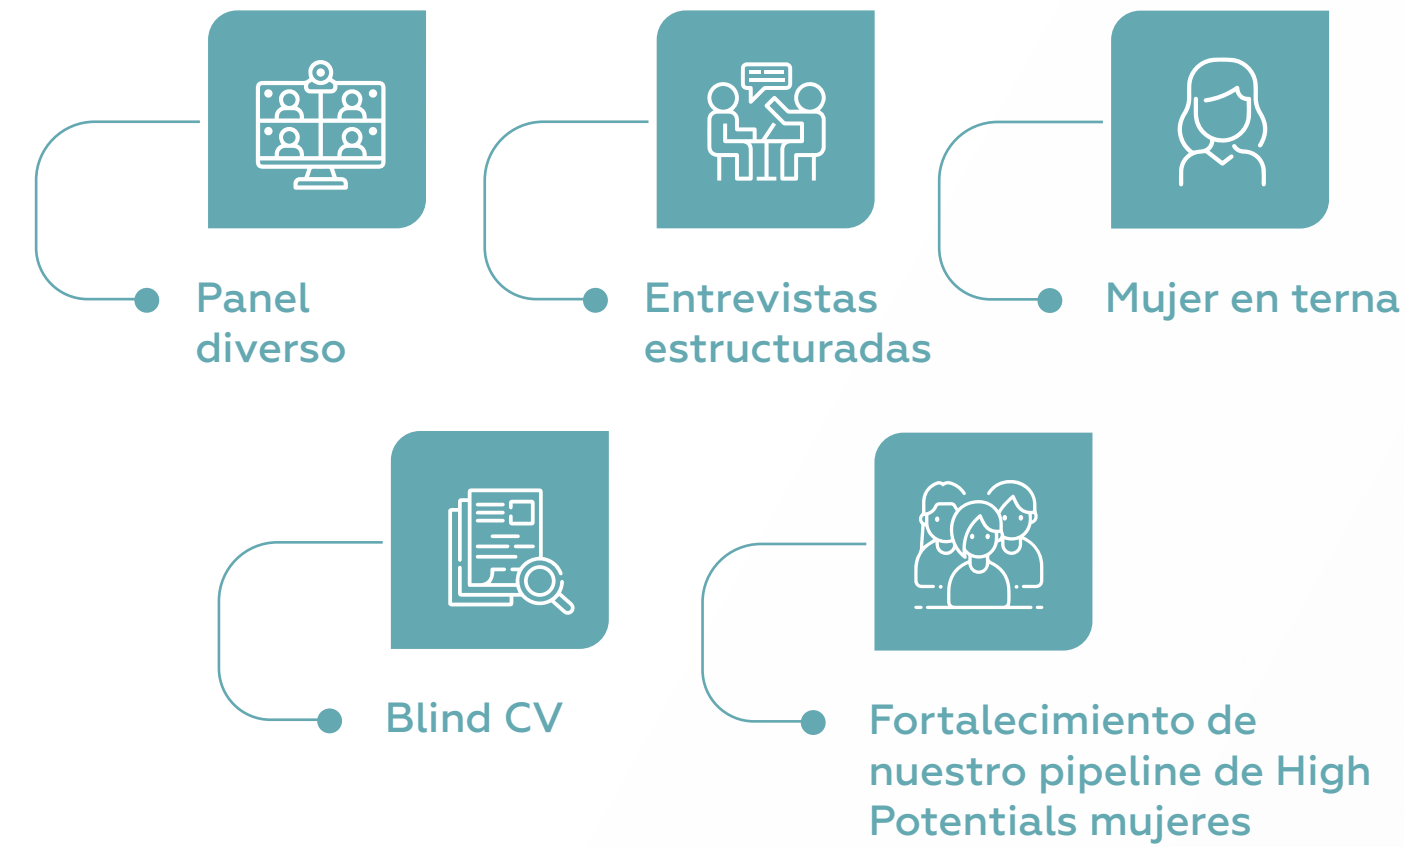 Panel
diverso
Entrevistas
estructuradas
Mujer en terna
Blind CV
Fortalecimiento de
nuestro pipeline de High
Potentials mujeres